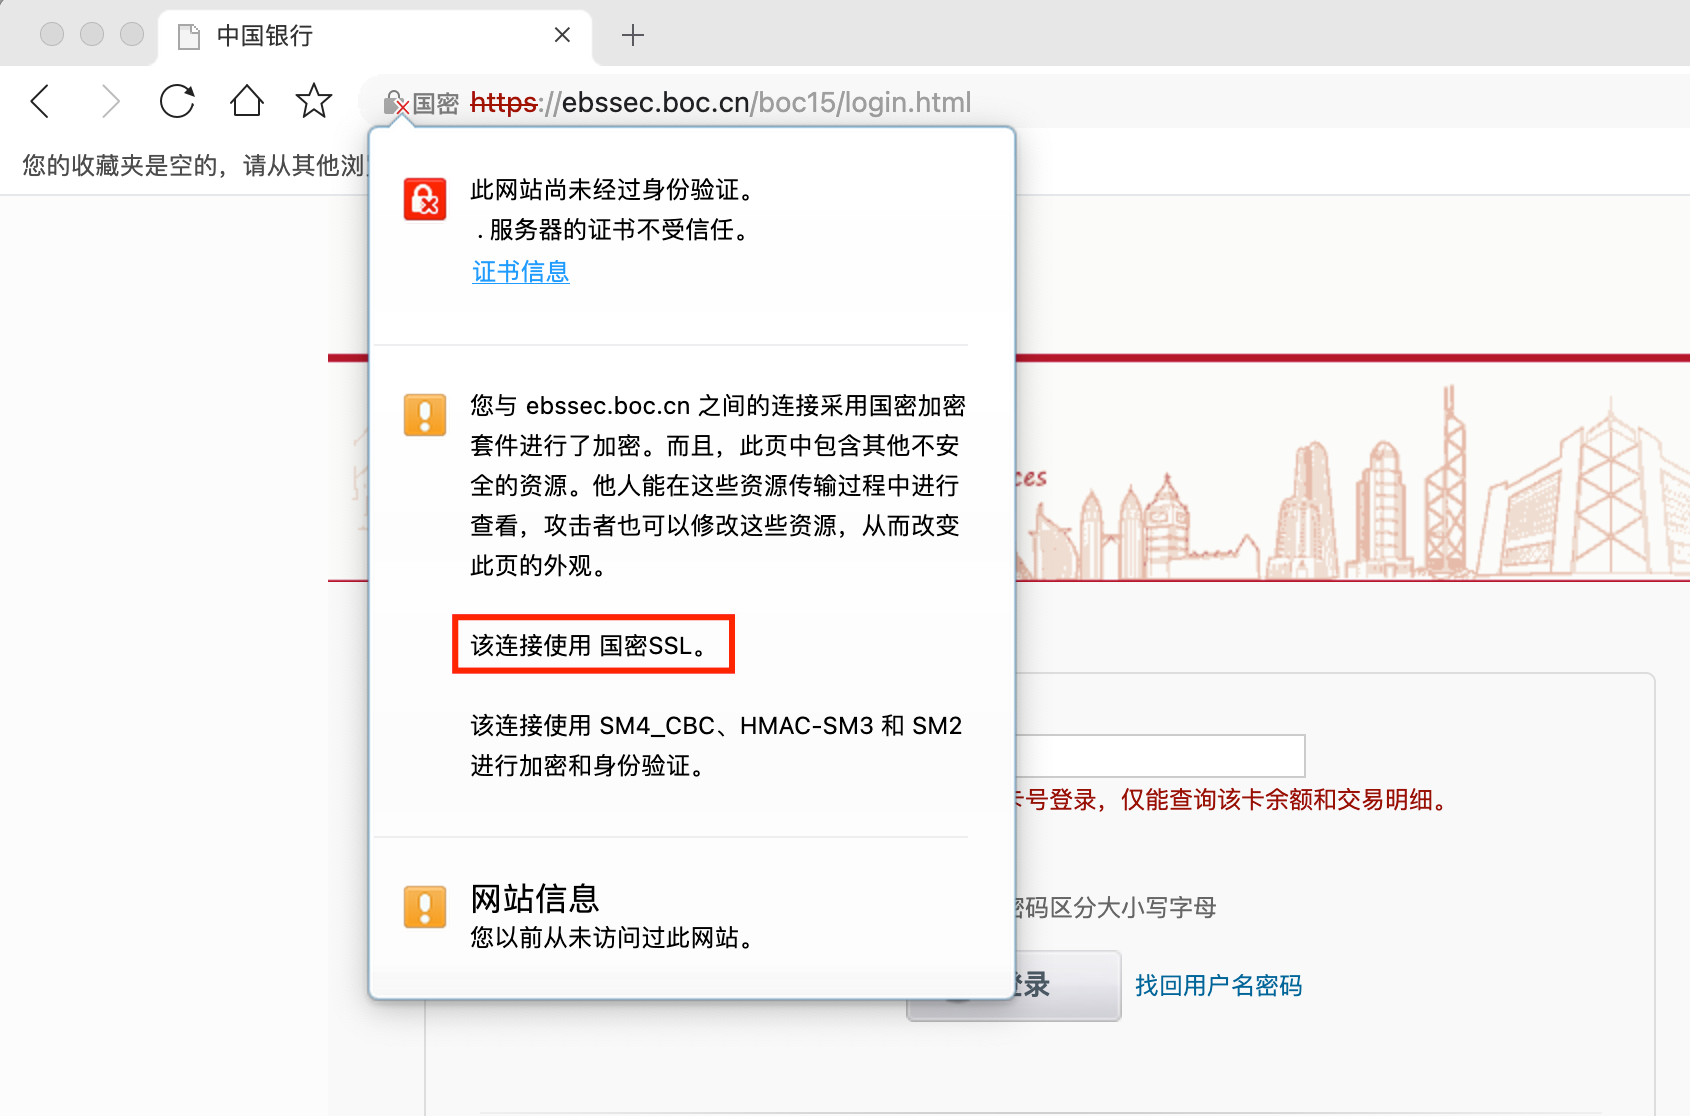 中国银行
国密 https://ebssec.boc.cn/boc15/login.html
您的收藏夹是空的，请从其他浏
此网站尚未经过身份验证。
. 服务器的证书不受信任。
证书信息
您与 ebssec.boc.cn 之间的连接采用国密加密
套件进行了加密。而且，此页中包含其他不安
全的资源。他人能在这些资源传输过程中进行
查看，攻击者也可以修改这些资源，从而改变
此页的外观。
ces
该连接使用 国密SSL。
该连接使用 SM4_CBC、HMAC-SM3 和 SM2
进行加密和身份验证。
卡号登录，仅能查询该卡余额和交易明细。
网站信息
您以前从未访问过此网站。
密码区分大小写字母
登录
找回用户名密码